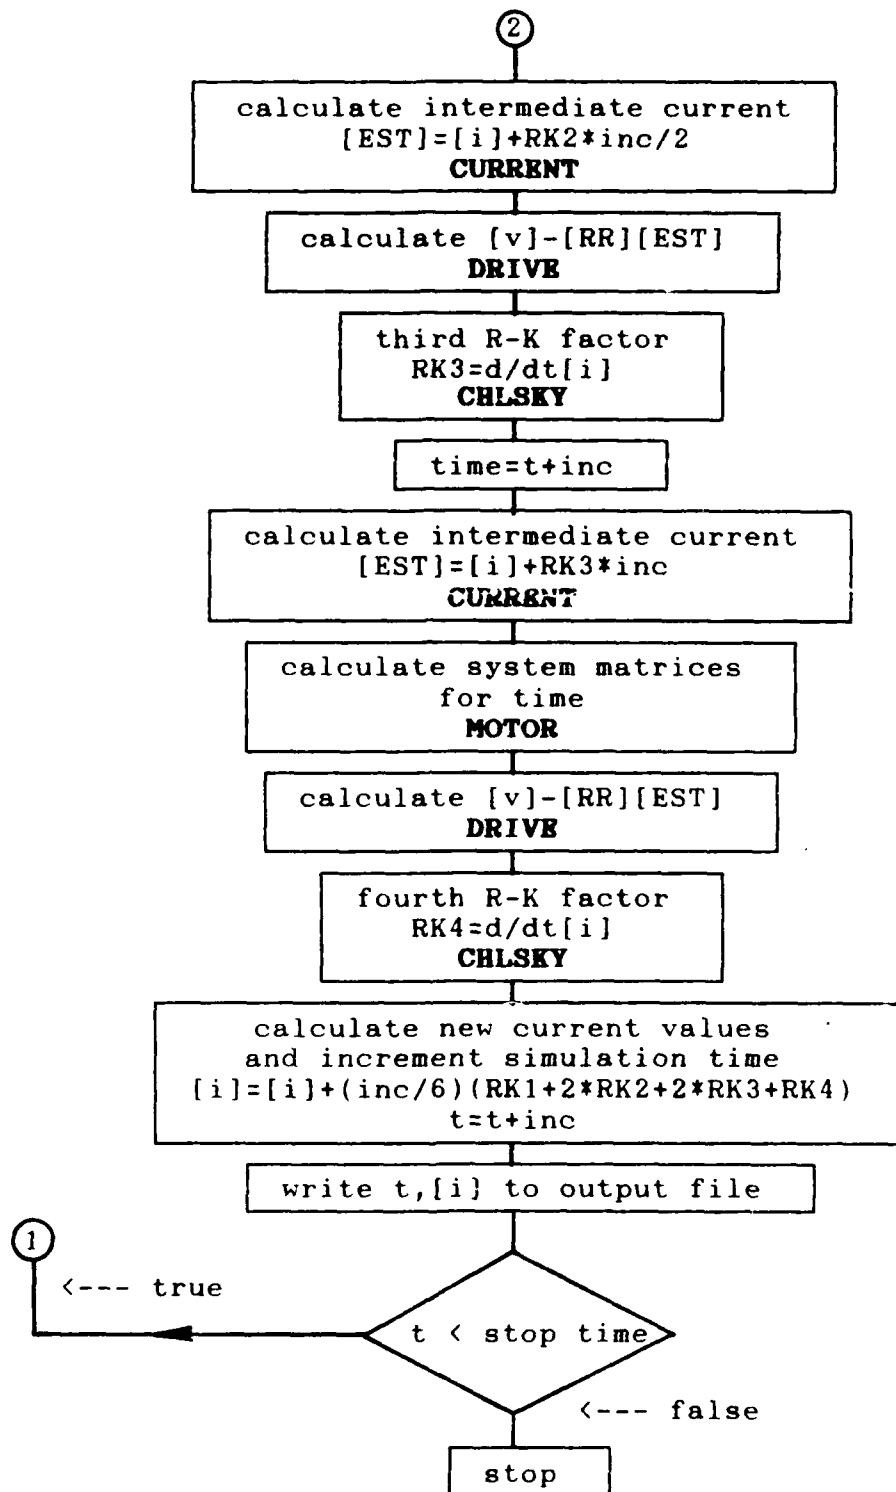 2
calculate intermediate current
[EST]=[i]+RK2*inc/2
CURRENT
calculate [v]-[RR][EST]
DRIVE
third R-K factor
RK3=d/dt[i]
CHLSKY
time=t+inc
calculate intermediate current
[EST]=[i]+RK3*inc
CURRENT
calculate system matrices
for time
MOTOR
calculate [v]-[RR][EST]
DRIVE
fourth R-K factor
RK4=d/dt[i]
CHLSKY
calculate new current values
and increment simulation time
[i]=[i]+(inc/6)(RK1+2*RK2+2*RK3+RK4)
t=t+inc
write t,[i] to output file
1
<--- true
t < stop time
<--- false
stop